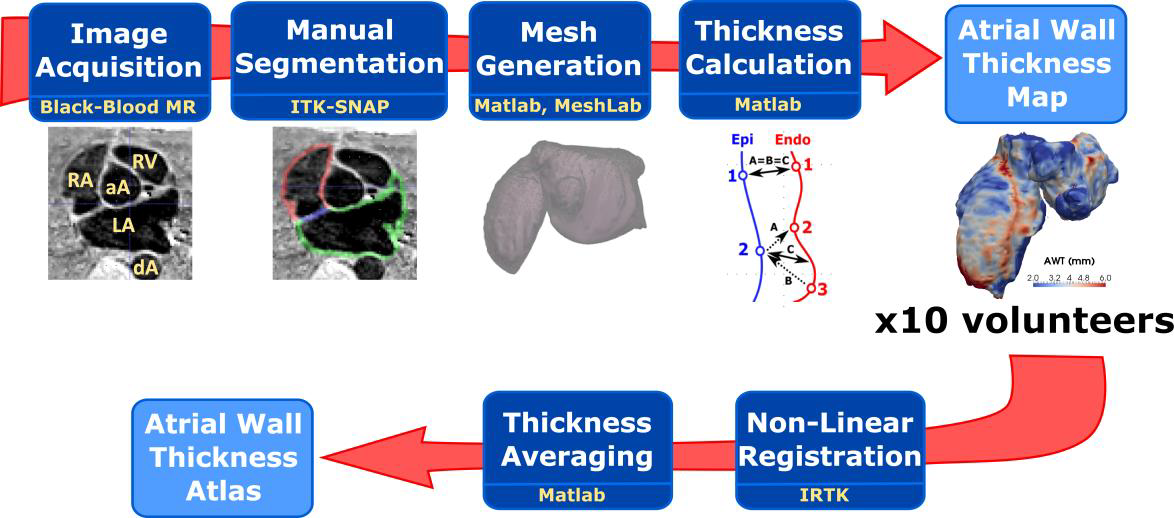 Image
Acquisition
Black-Blood MR
Manual
Segmentation
ITK-SNAP
Mesh
Generation
Matlab, MeshLab
Thickness
Calculation
Matlab
Atrial Wall
Thickness
Map
RA
RV
aA
LA
dA
Epi
Endo
A=B=C
1
1
A
2
2
C
B
3
AWT (mm)
2.0 3.2 4 4.8 6.0
x10 volunteers
Atrial Wall
Thickness
Atlas
Thickness
Averaging
Matlab
Non-Linear
Registration
IRTK